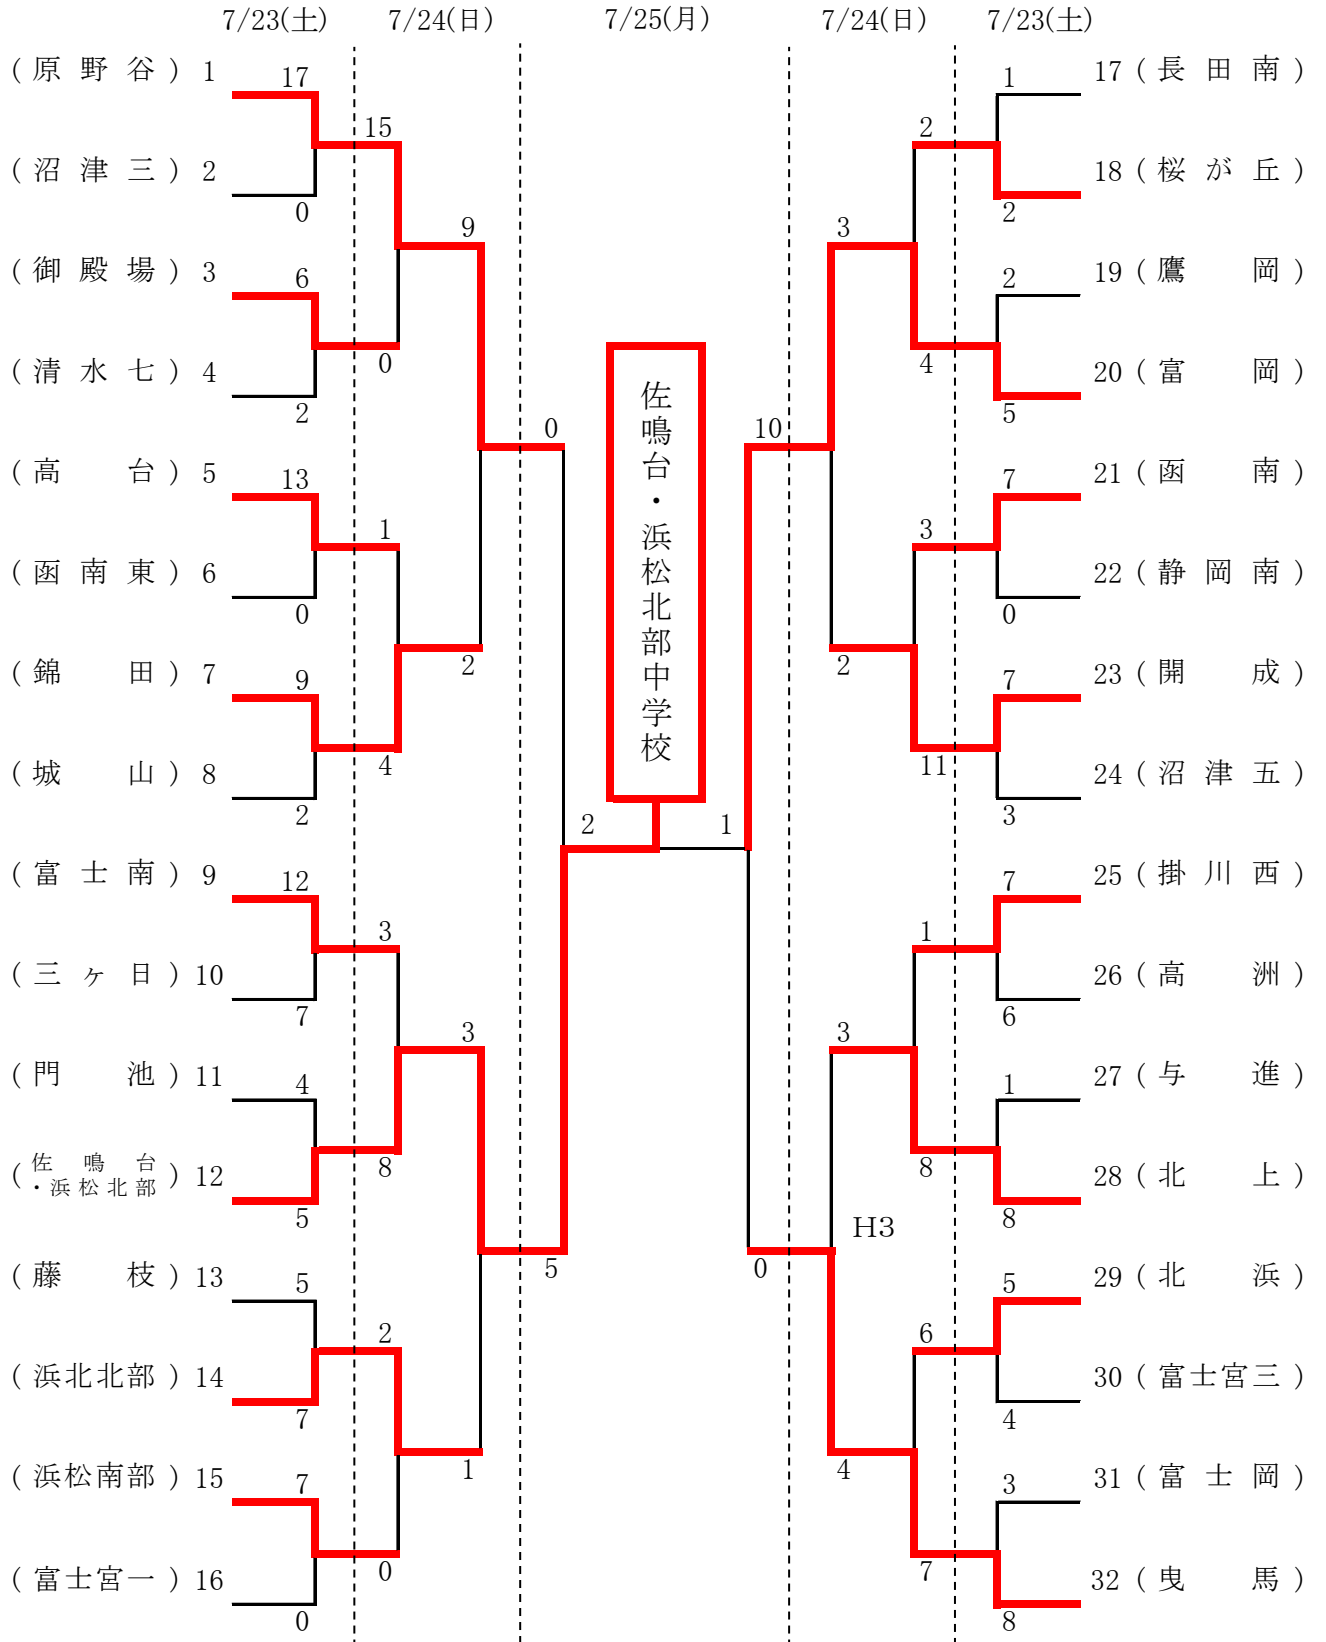 7/23(土) 7/24(日) 7/25(月) 7/24(日) 7/23(土)
(原野谷) 1 17
15
(沼津三) 2
0
9
(御殿場) 3 6
0
(清水七) 4
2
0
(高台) 5 13
1
(函南東) 6
0
2
(錦田) 7 9
4
(城山) 8
2
2
(富士南) 9 12
3
(三ヶ日) 10
7
3
(門池) 11 4
8
(佐鳴台・浜松北部) 12
5
5
(藤枝) 13 5
2
(浜北北部) 14
7
1
(浜松南部) 15 7
0
(富士宮一) 16
0
佐鳴台・浜松北部中学校
1 17 (長田南)
2
18 (桜が丘)
2
3
2 19 (鷹岡)
4
20 (富岡)
5
10
7 21 (函南)
3
22 (静岡南)
0
2
7 23 (開成)
11
24 (沼津五)
3
1
7 25 (掛川西)
1
26 (高洲)
6
3
1 27 (与進)
8
28 (北上)
8
H3
0
5 29 (北浜)
6
30 (富士宮三)
4
4
3 31 (富士岡)
7
32 (曳馬)
8